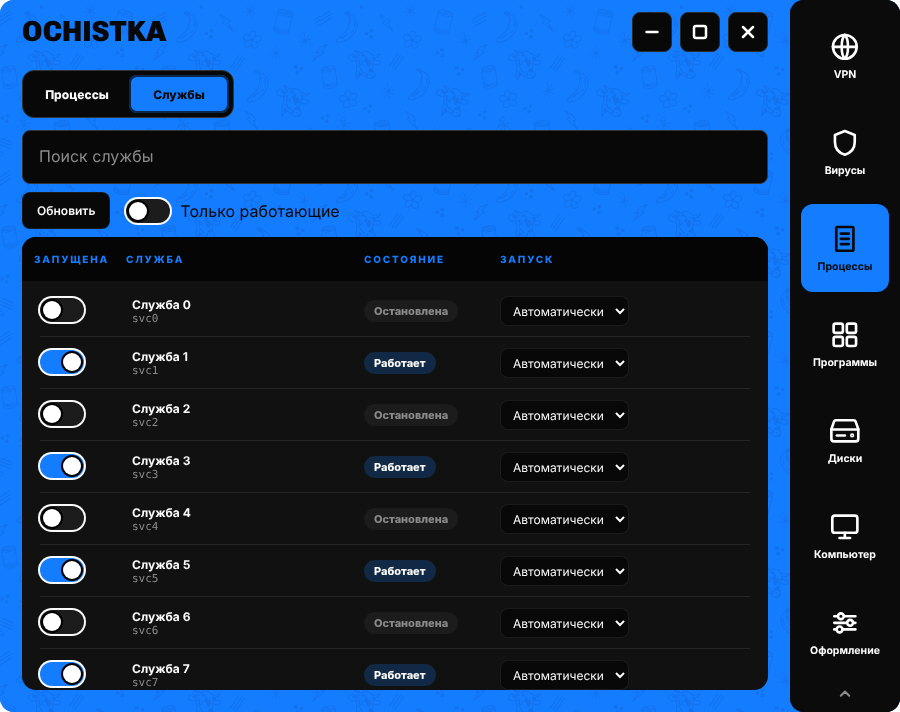 OCHISTKA
Процессы
Службы
Поиск службы
Обновить
Только работающие
ЗАПУЩЕНА СЛУЖБА СОСТОЯНИЕ ЗАПУСК
Служба 0
svc0
Остановлена
Автоматически
Служба 1
svc1
Работает
Автоматически
Служба 2
svc2
Остановлена
Автоматически
Служба 3
svc3
Работает
Автоматически
Служба 4
svc4
Остановлена
Автоматически
Служба 5
svc5
Работает
Автоматически
Служба 6
svc6
Остановлена
Автоматически
Служба 7
svc7
Работает
Автоматически
VPN
Вирусы
Процессы
Программы
Диски
Компьютер
Оформление